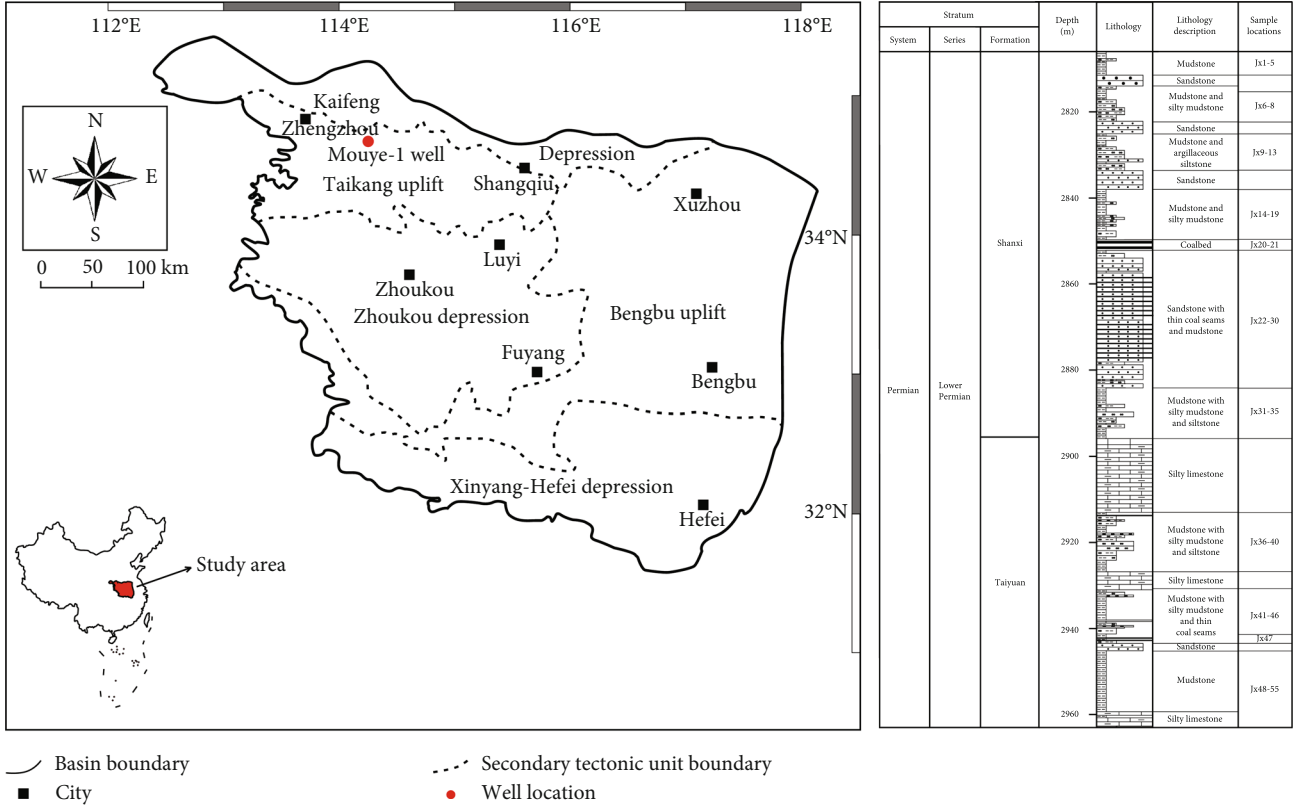 112°E
114°E
116°E
118°E
Kaifeng
Zhengzhou
Mouye-1 well
Depression
Taikang uplift
Shangqiu
Xuzhou
N
W
E
S
0
50
100 km
34°N
Luyi
Zhoukou
Zhoukou depression
Bengbu uplift
Fuyang
Bengbu
Xinyang-Hefei depression
32°N
Hefei
Study area
Basin boundary
Secondary tectonic unit boundary
City
Well location
Stratum
Depth
(m)
Lithology
Lithology
description
Sample
locations
System
Series
Formation
Permian
Lower
Permian
Shanxi
Taiyuan
2820
2840
2860
2880
2900
2920
2940
2960
Mudstone
Jx1-5
Sandstone
Mudstone and
silty mudstone
Jx6-8
Sandstone
Mudstone and
argillaceous
siltstone
Jx9-13
Sandstone
Mudstone and
silty mudstone
Jx14-19
Coalbed
Jx20-21
Sandstone with
thin coal seams
and mudstone
Jx22-30
Mudstone with
silty mudstone
and siltstone
Jx31-35
Silty limestone
Mudstone with
silty mudstone
and siltstone
Jx36-40
Silty limestone
Mudstone with
silty mudstone
and thin
coal seams
Jx41-46
Jx47
Sandstone
Mudstone
Jx48-55
Silty limestone